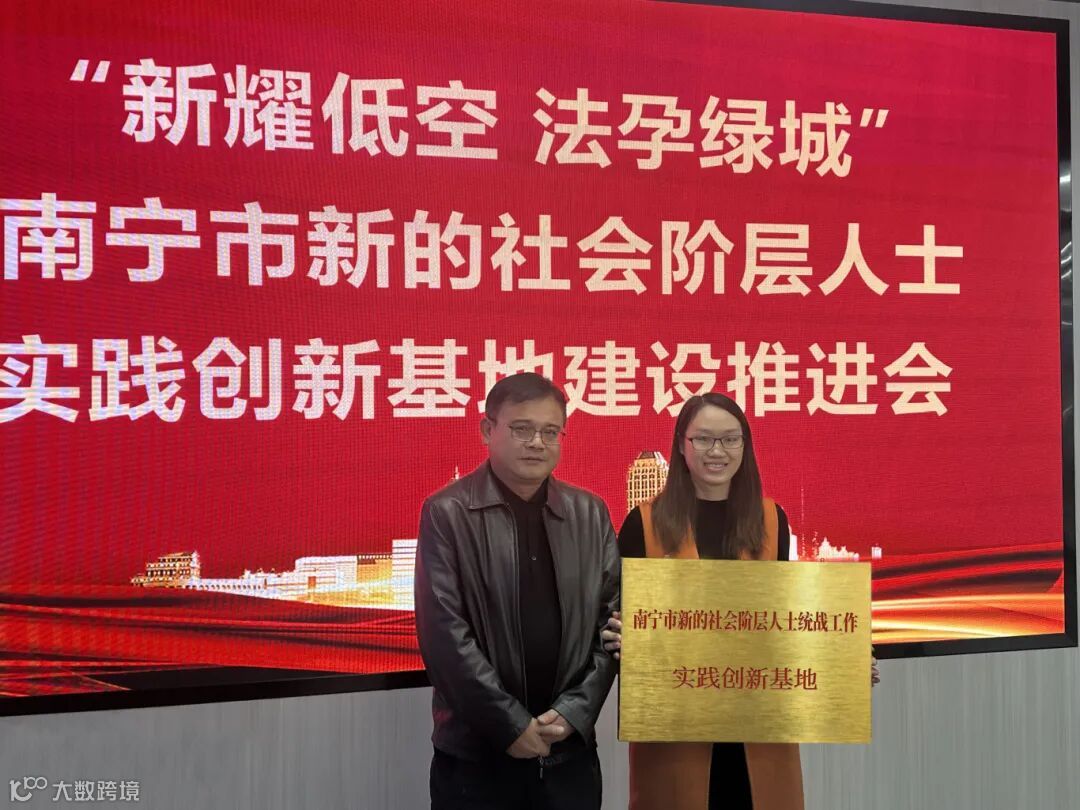 “新耀低空 法孕绿城”
南宁市新的社会阶层人士
实践创新基地建设推进会
南宁市新的社会阶层人士统战工作
实践创新基地
大数跨境